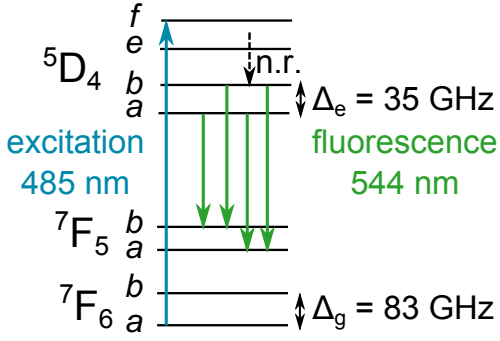 f
e
n.r.
⁵D₄
b
a
Δₑ = 35 GHz
excitation
485 nm
fluorescence
544 nm
⁷F₅
b
a
⁷F₆
b
a
Δg = 83 GHz